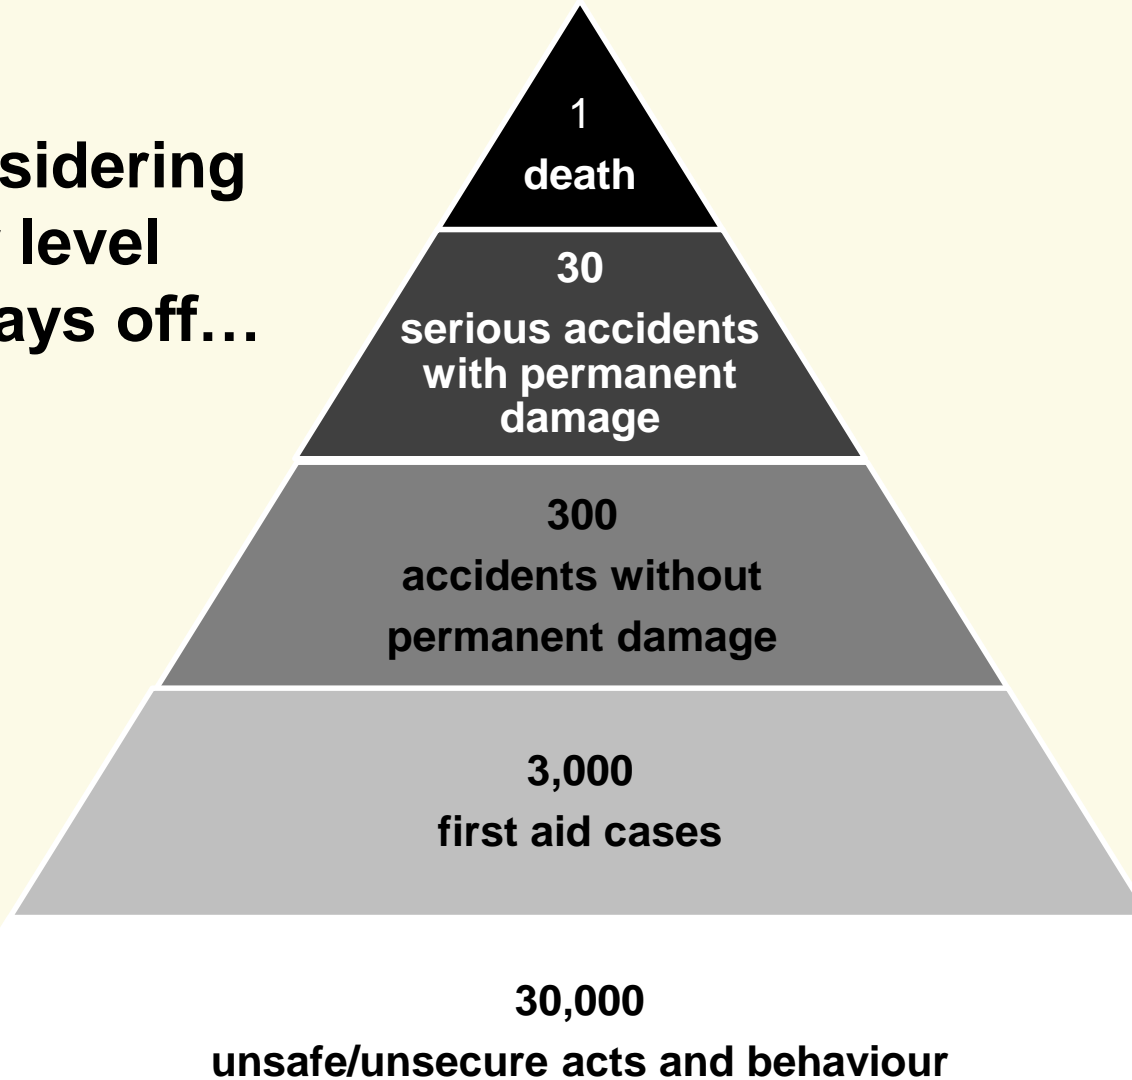 sidering
level
ays off…
1
death
30
serious accidents
with permanent
damage
300
accidents without
permanent damage
3,000
first aid cases
30,000
unsafe/unsecure acts and behaviour